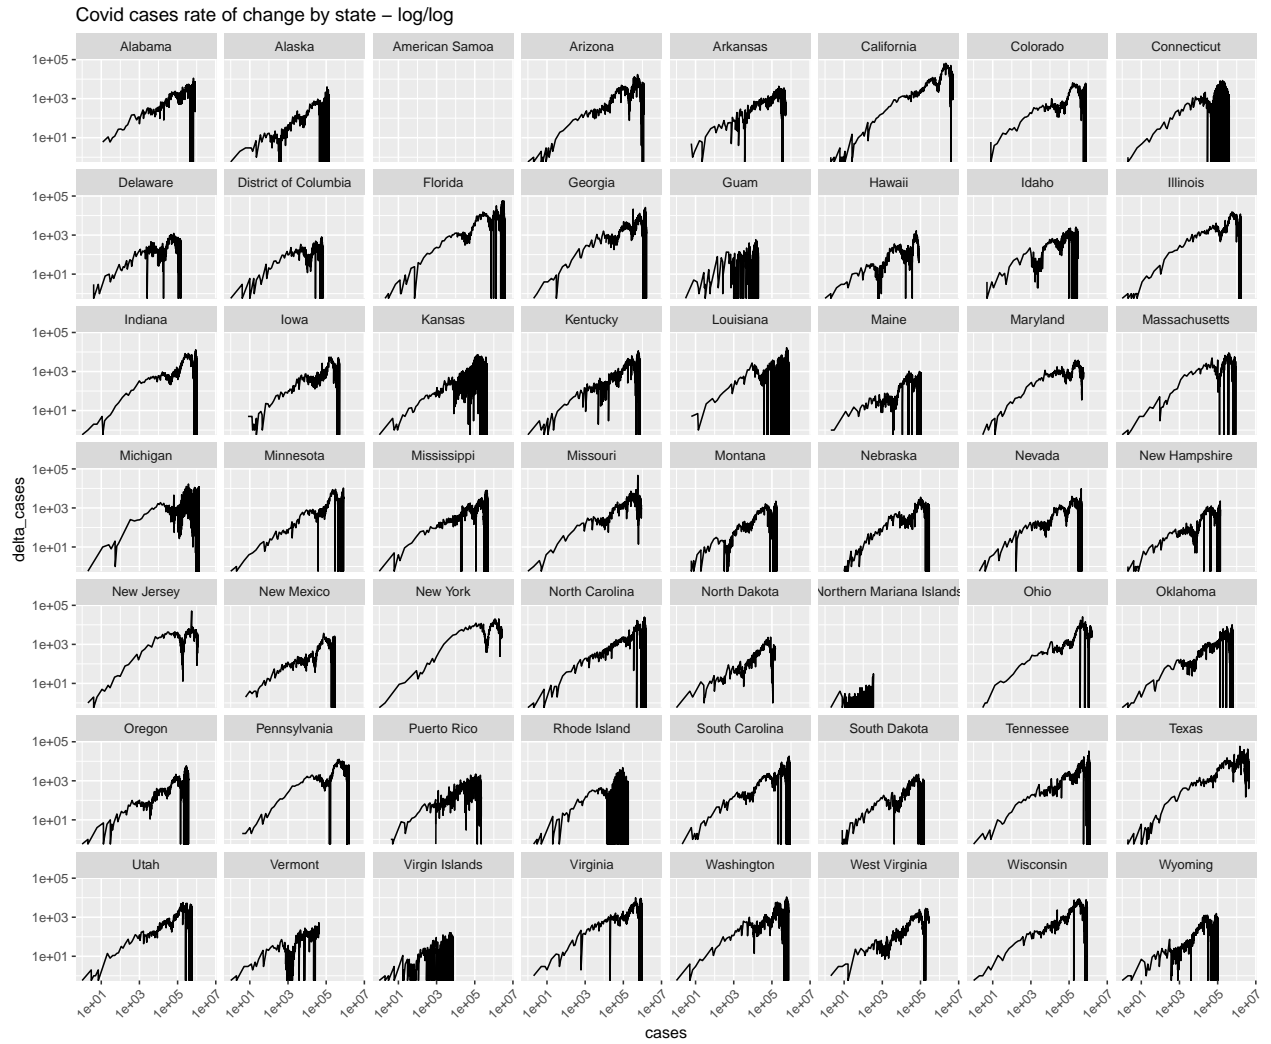 Covid cases rate of change by state − log/log
Alabama Alaska American Samoa Arizona Arkansas California Colorado Connecticut
1e+05
1e+03
1e+01
Delaware District of Columbia Florida Georgia Guam Hawaii Idaho Illinois
1e+05
1e+03
1e+01
Indiana Iowa Kansas Kentucky Louisiana Maine Maryland Massachusetts
1e+05
1e+03
1e+01
Michigan Minnesota Mississippi Missouri Montana Nebraska Nevada New Hampshire
1e+05
1e+03
1e+01
delta_cases
New Jersey New Mexico New York North Carolina North Dakota Northern Mariana Islands Ohio Oklahoma
1e+05
1e+03
1e+01
Oregon Pennsylvania Puerto Rico Rhode Island South Carolina South Dakota Tennessee Texas
1e+05
1e+03
1e+01
Utah Vermont Virgin Islands Virginia Washington West Virginia Wisconsin Wyoming
1e+05
1e+03
1e+01
1e+01 1e+03 1e+05 1e+07 1e+01 1e+03 1e+05 1e+07 1e+01 1e+03 1e+05 1e+07 1e+01 1e+03 1e+05 1e+07 1e+01 1e+03 1e+05 1e+07 1e+01 1e+03 1e+05 1e+07 1e+01 1e+03 1e+05 1e+07 1e+01 1e+03 1e+05 1e+07
cases